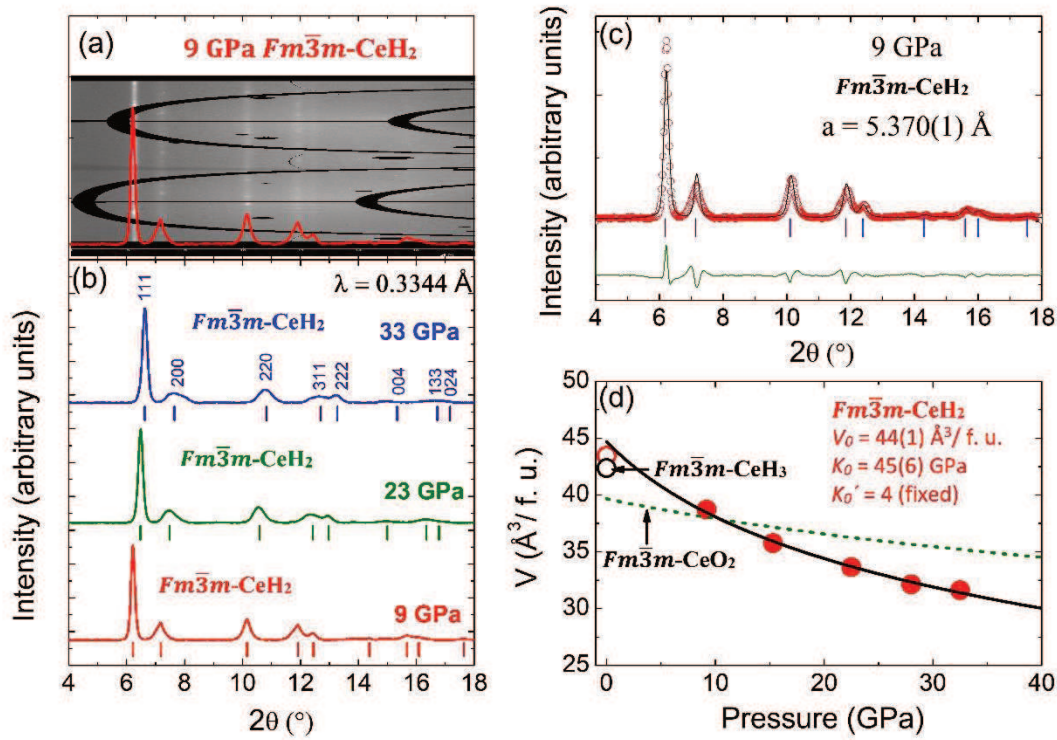 (a)
9 GPa Fm3̅m-CeH₂
(b)
λ = 0.3344 Å
111
Fm3̅m-CeH₂
33 GPa
200
220
311
222
004
133
024
Fm3̅m-CeH₂
23 GPa
Fm3̅m-CeH₂
9 GPa
Intensity (arbitrary units)
4 6 8 10 12 14 16 18
2θ (°)
(c)
9 GPa
Fm3̅m-CeH₂
a = 5.370(1) Å
Intensity (arbitrary units)
4 6 8 10 12 14 16 18
2θ (°)
(d)
Fm3̅m-CeH₂
V₀ = 44(1) Å³/ f. u.
K₀ = 45(6) GPa
K₀´ = 4 (fixed)
Fm3̅m-CeH₃
Fm3̅m-CeO₂
V (Å³/ f. u.)
50
45
40
35
30
25
0 10 20 30 40
Pressure (GPa)